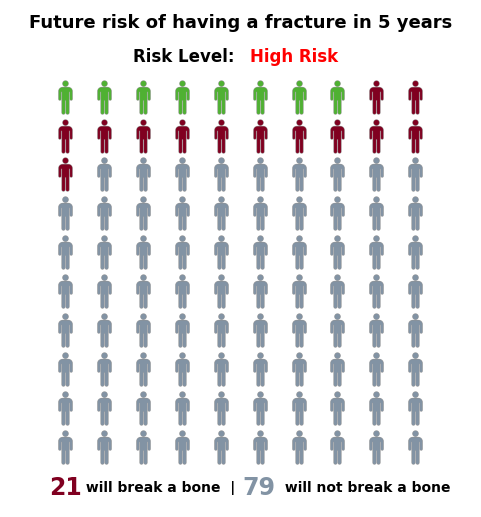 Future risk of having a fracture in 5 years
Risk Level: High Risk
21 will break a bone | 79 will not break a bone